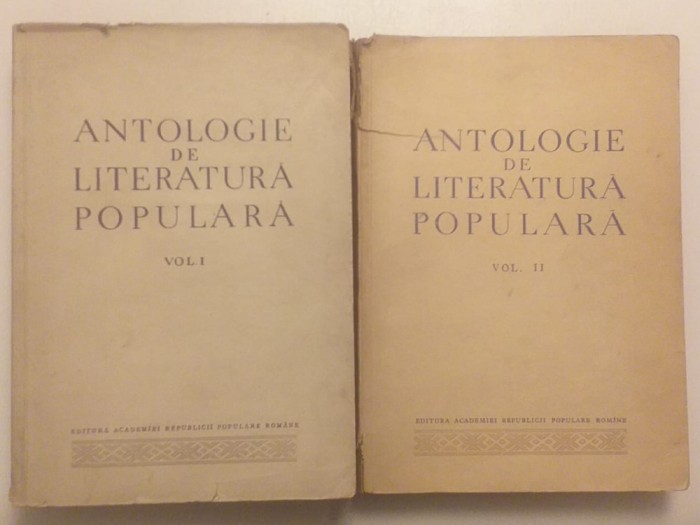 ANTOLOGIE
DE
LITERATURĂ
POPULARĂ
VOL. I
EDITURA ACADEMIEI REPUBLICII POPULARE ROMÂNE
ANTOLOGIE
DE
LITERATURĂ
POPULARĂ
VOL. II
EDITURA ACADEMIEI REPUBLICII POPULARE ROMÎNE